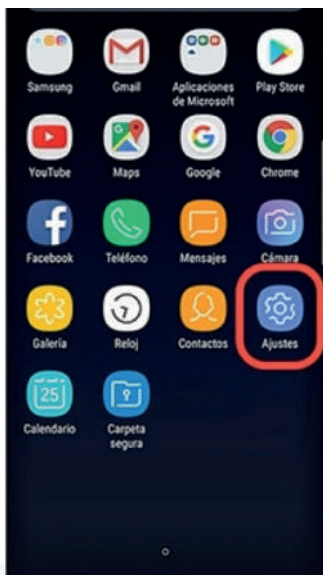 Samsung
Gmail
Aplicaciones
de Microsoft
Play Store
YouTube
Maps
Google
Chrome
Facebook
Teléfono
Mensajes
Cámara
Galería
Reloj
Contactos
Ajustes
25
Calendario
Carpeta
segura